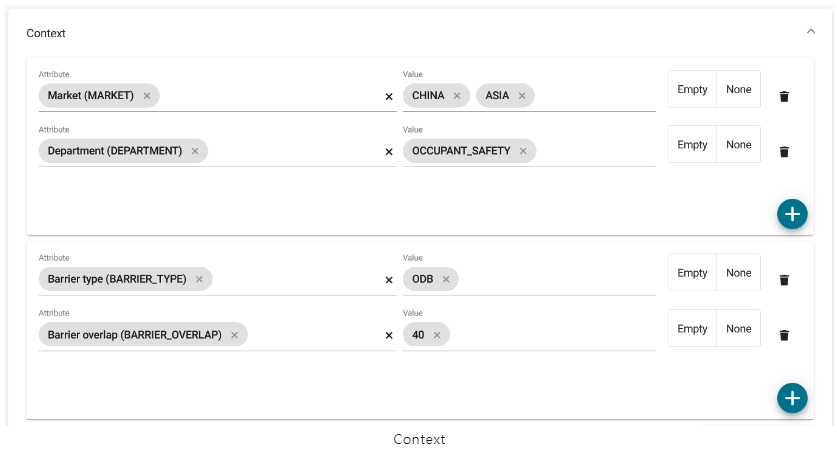 Context
Attribute Value
Market (MARKET) × × CHINA × ASIA × Empty None
Attribute Value
Department (DEPARTMENT) × × OCCUPANT_SAFETY × Empty None
Attribute Value
Barrier type (BARRIER_TYPE) × × ODB × Empty None
Attribute Value
Barrier overlap (BARRIER_OVERLAP) × × 40 × Empty None
Context